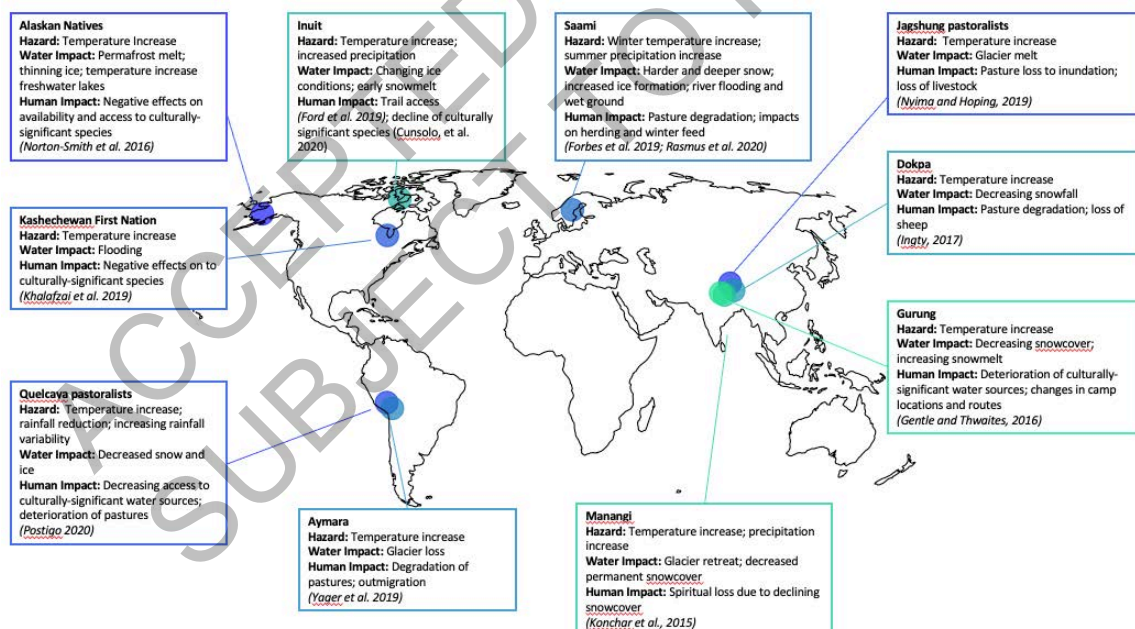 Alaskan Natives
Hazard: Temperature Increase
Water Impact: Permafrost melt;
thinning ice; temperature increase
freshwater lakes
Human Impact: Negative effects on
availability and access to culturally-
significant species
(Norton-Smith et al. 2016)
Inuit
Hazard: Temperature increase;
increased precipitation
Water Impact: Changing ice
conditions; early snowmelt
Human Impact: Trail access
(Ford et al. 2019); decline of culturally
significant species (Cunsolo, et al.
2020)
Saami
Hazard: Winter temperature increase;
summer precipitation increase
Water Impact: Harder and deeper snow;
increased ice formation; river flooding and
wet ground
Human Impact: Pasture degradation; impacts
on herding and winter feed
(Forbes et al. 2019; Rasmus et al. 2020)
Jagshung pastoralists
Hazard: Temperature increase
Water Impact: Glacier melt
Human Impact: Pasture loss to inundation;
loss of livestock
(Nyima and Hoping, 2019)
Dokpa
Hazard: Temperature increase
Water Impact: Decreasing snowfall
Human Impact: Pasture degradation; loss of
sheep
(Ingty, 2017)
Kashechewan First Nation
Hazard: Temperature increase
Water Impact: Flooding
Human Impact: Negative effects on to
culturally-significant species
(Khalafzai et al. 2019)
Gurung
Hazard: Temperature increase
Water Impact: Decreasing snowcover;
increasing snowmelt
Human Impact: Deterioration of culturally-
significant water sources; changes in camp
locations and routes
(Gentle and Thwaites, 2016)
Quelcaya pastoralists
Hazard: Temperature increase;
rainfall reduction; increasing rainfall
variability
Water Impact: Decreased snow and
ice
Human Impact: Decreasing access to
culturally-significant water sources;
deterioration of pastures
(Postigo 2020)
Aymara
Hazard: Temperature increase
Water Impact: Glacier loss
Human Impact: Degradation of
pastures; outmigration
(Yager et al. 2019)
Manangi
Hazard: Temperature increase; precipitation
increase
Water Impact: Glacier retreat; decreased
permanent snowcover
Human Impact: Spiritual loss due to declining
snowcover
(Konchar et al., 2015)
ACCEPTED
SUBJECT TO